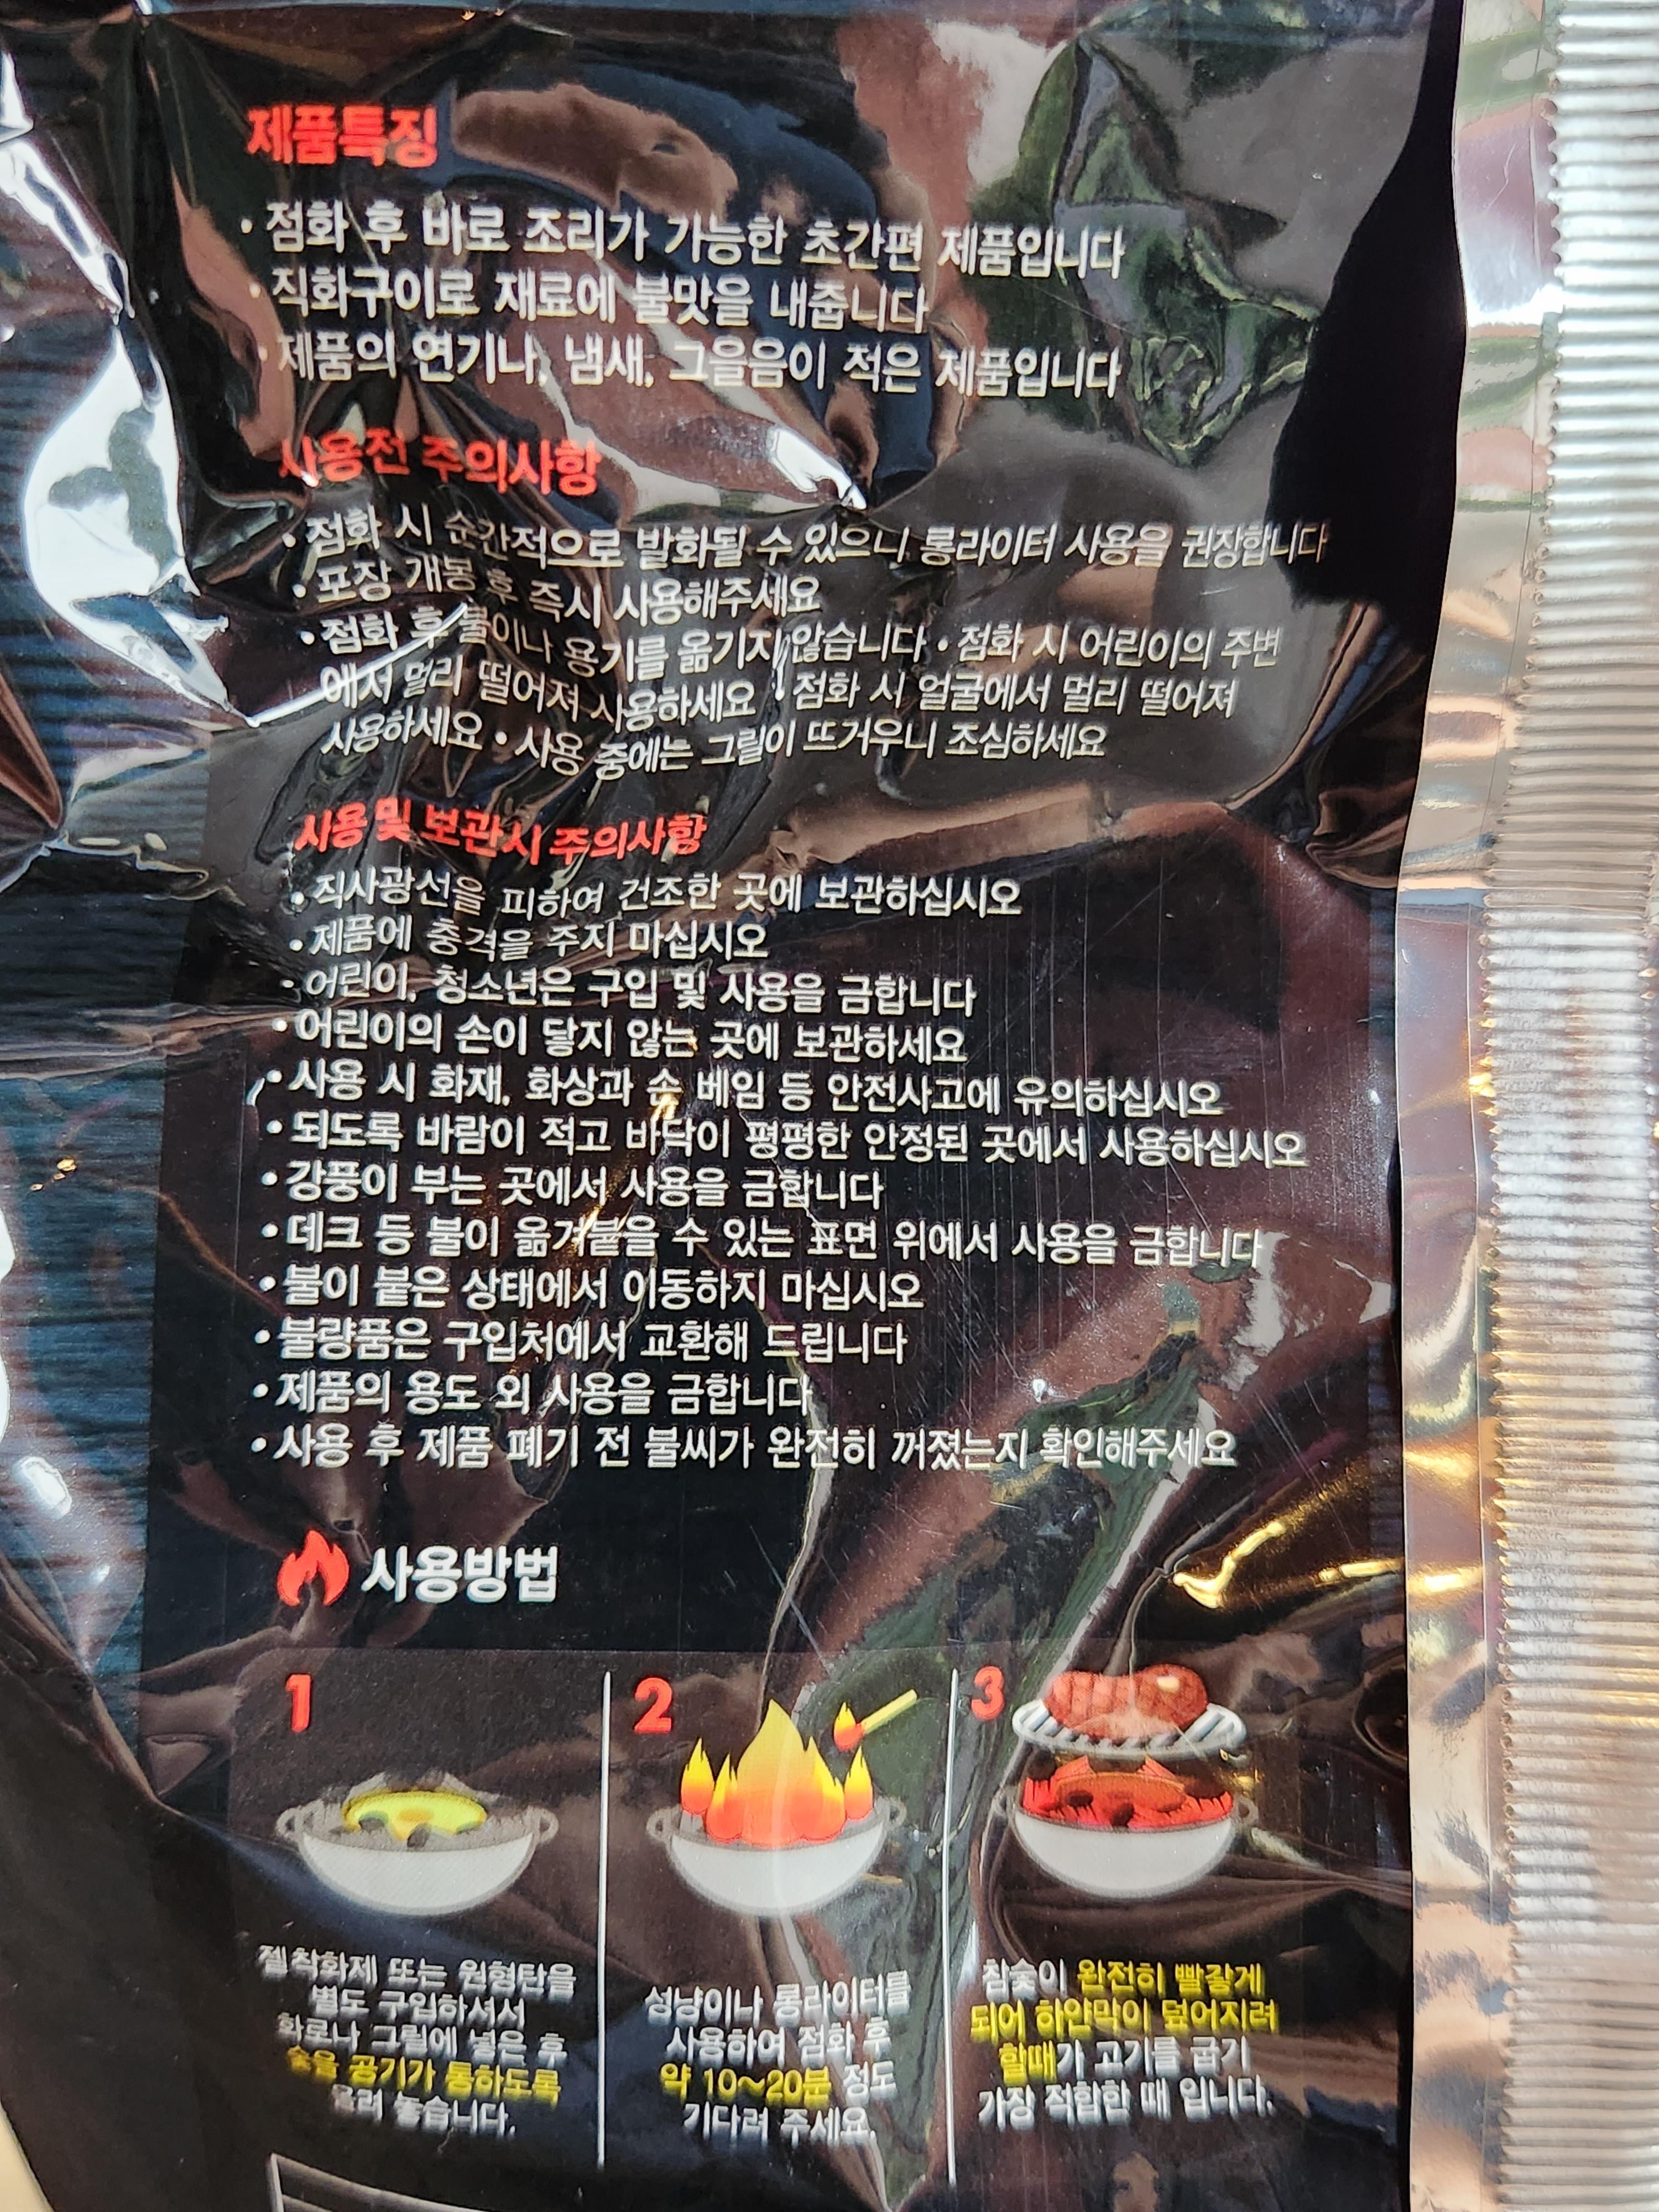 제품특징
· 점화 후 바로 조리가 가능한 초간편 제품입니다
· 직화구이로 재료에 불맛을 내줍니다
· 제품의 연기나, 냄새, 그을음이 적은 제품입니다
사용전 주의사항
· 점화 시 순간적으로 발화될 수 있으니 롱라이터 사용을 권장합니다
· 포장 개봉 후 즉시 사용해주세요
· 점화 후 불이나 용기를 옮기지 않습니다 · 점화 시 어린이의 주변
에서 멀리 떨어져 사용하세요 · 점화 시 얼굴에서 멀리 떨어져
사용하세요 · 사용 중에는 그릴이 뜨거우니 조심하세요
사용 및 보관시 주의사항
· 직사광선을 피하여 건조한 곳에 보관하십시오
· 제품에 충격을 주지 마십시오
· 어린이, 청소년은 구입 및 사용을 금합니다
· 어린이의 손이 닿지 않는 곳에 보관하세요
· 사용 시 화재, 화상과 손 베임 등 안전사고에 유의하십시오
· 되도록 바람이 적고 바닥이 평평한 안정된 곳에서 사용하십시오
· 강풍이 부는 곳에서 사용을 금합니다
· 데크 등 불이 옮겨붙을 수 있는 표면 위에서 사용을 금합니다
· 불이 붙은 상태에서 이동하지 마십시오
· 불량품은 구입처에서 교환해 드립니다
· 제품의 용도 외 사용을 금합니다
· 사용 후 제품 폐기 전 불씨가 완전히 꺼졌는지 확인해주세요
사용방법
1
젤착화제 또는 원형탄을
별도 구입하셔서
화로나 그릴에 넣은 후
숯을 공기가 통하도록
올려 놓습니다.
2
성냥이나 롱라이터를
사용하여 점화 후
약 10~20분 정도
기다려 주세요.
3
참숯이 완전히 빨갛게
되어 하얀막이 덮어지려
할때가 고기를 굽기
가장 적합한 때 입니다.